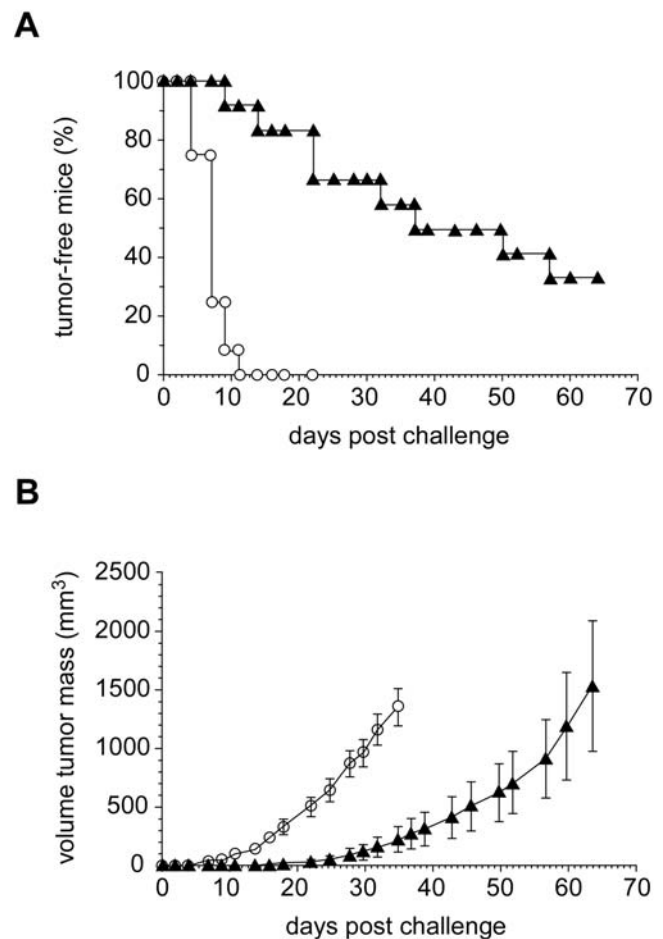 A
tumor-free mice (%)
100
80
60
40
20
0
0 10 20 30 40 50 60 70
days post challenge
B
volume tumor mass (mm³)
2500
2000
1500
1000
500
0
0 10 20 30 40 50 60 70
days post challenge